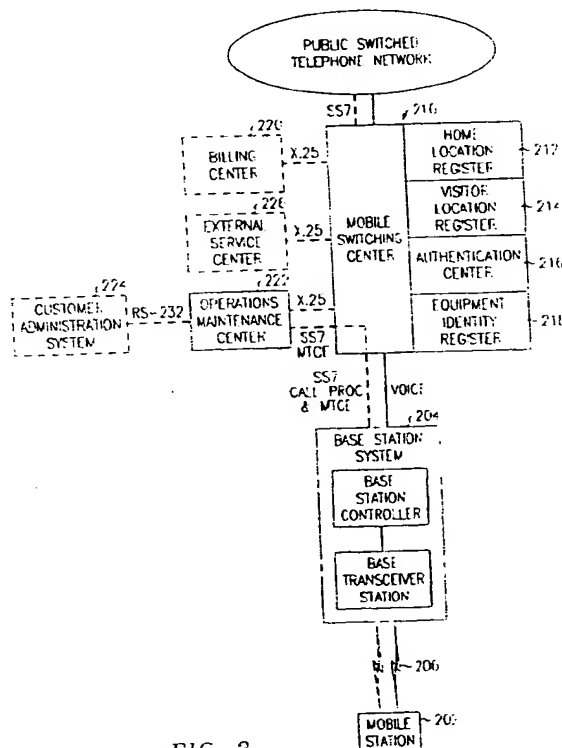 PUBLIC SWITCHED
TELEPHONE NETWORK
SS7
210
220
BILLING
CENTER
X.25
226
EXTERNAL
SERVICE
CENTER
X.25
224
CUSTOMER
ADMINISTRATION
SYSTEM
RS-232
222
OPERATIONS
MAINTENANCE
CENTER
X.25
SS7
MTCE
MOBILE
SWITCHING
CENTER
HOME
LOCATION
REGISTER
212
VISITOR
LOCATION
REGISTER
214
AUTHENTICATION
CENTER
216
EQUIPMENT
IDENTITY
REGISTER
218
SS7
CALL PROC
& MTCE
VOICE
204
BASE STATION
SYSTEM
BASE
STATION
CONTROLLER
BASE
TRANSCEIVER
STATION
206
MOBILE
STATION